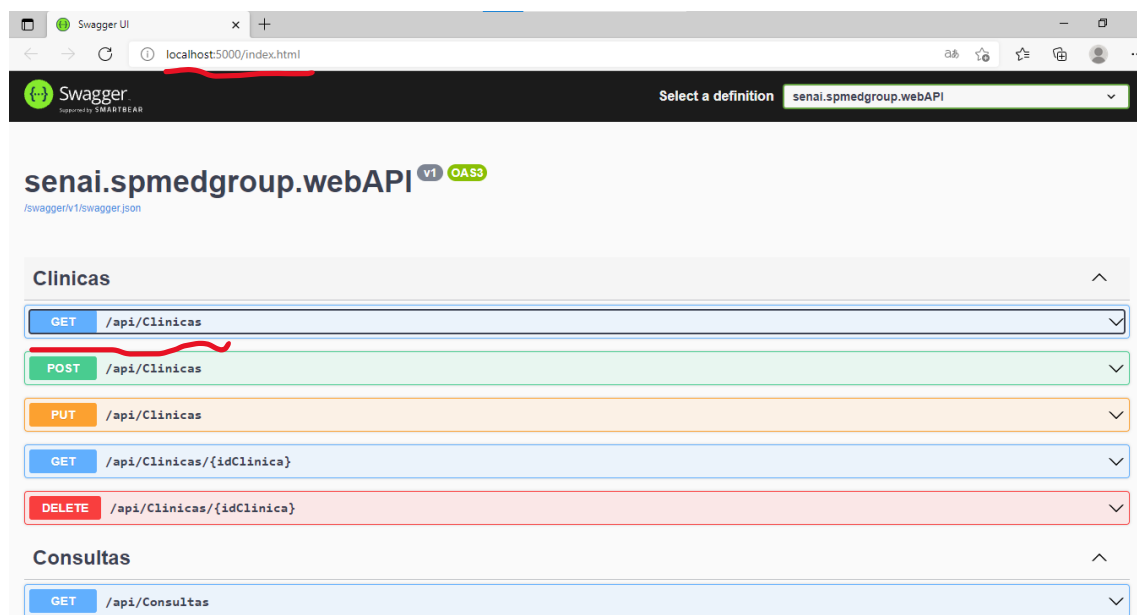 Swagger UI
localhost:5000/index.html
Swagger.
Supported by SMARTBEAR
Select a definition
senai.spmedgroup.webAPI
senai.spmedgroup.webAPI v1 OAS3
/swagger/v1/swagger.json
Clinicas
GET /api/Clinicas
POST /api/Clinicas
PUT /api/Clinicas
GET /api/Clinicas/{idClinica}
DELETE /api/Clinicas/{idClinica}
Consultas
GET /api/Consultas